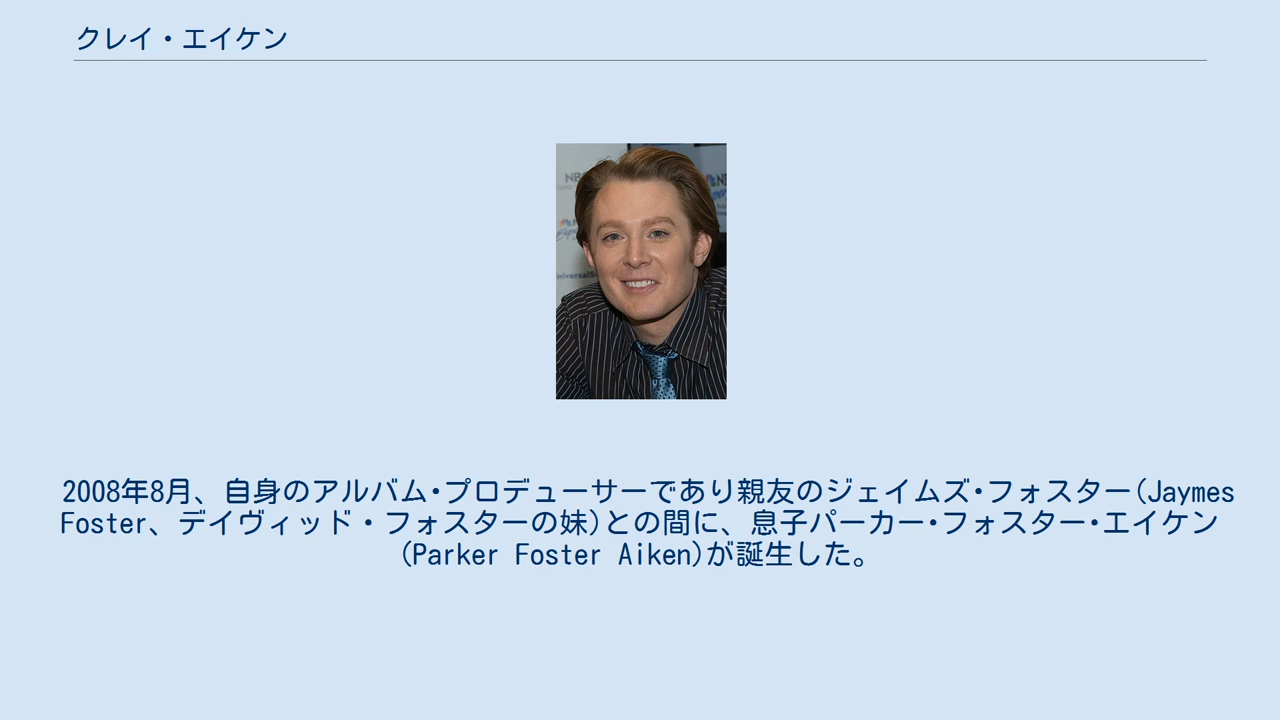 クレイ・エイケン
NB
niversalS
2008年8月、自身のアルバム･プロデューサーであり親友のジェイムズ･フォスター(Jaymes
Foster、デイヴィッド・フォスターの妹)との間に、息子パーカー･フォスター･エイケン
(Parker Foster Aiken)が誕生した。